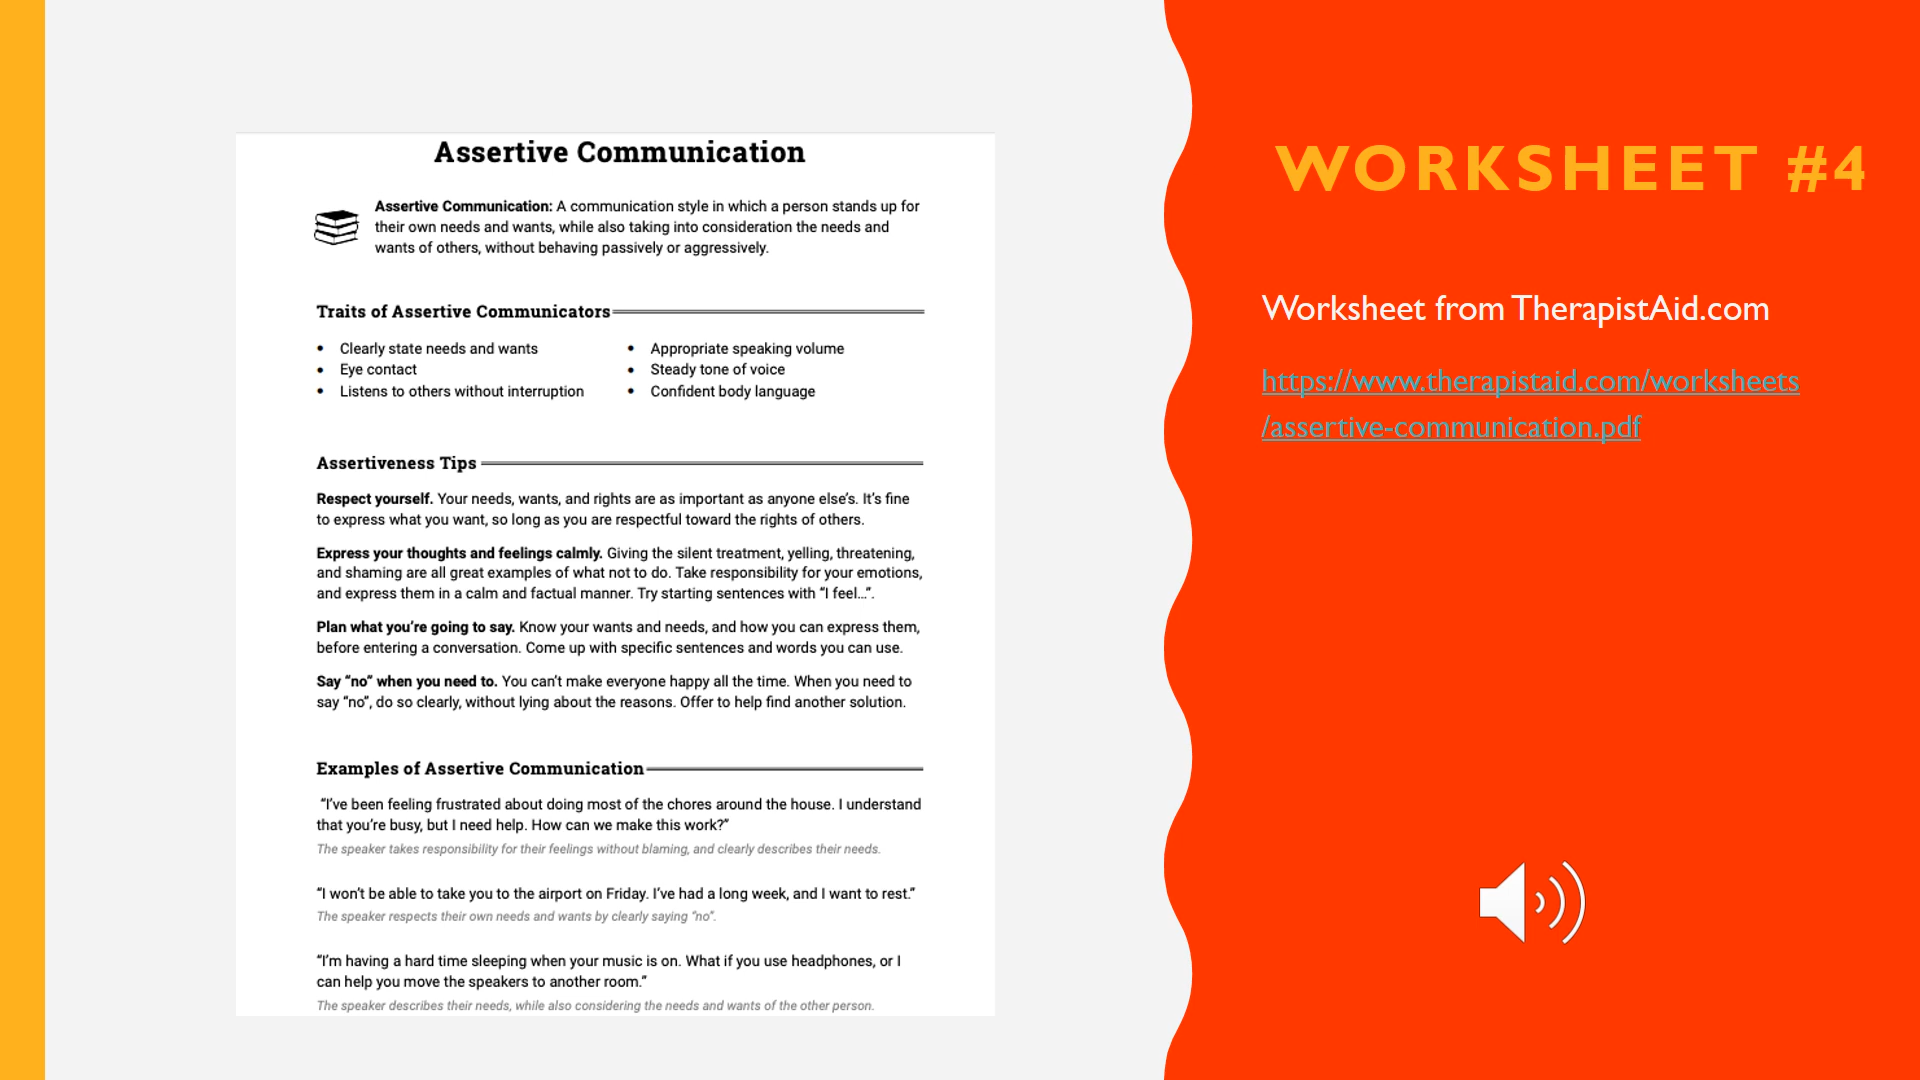 Assertive Communication
Assertive Communication: A communication style in which a person stands up for
their own needs and wants, while also taking into consideration the needs and
wants of others, without behaving passively or aggressively.
Traits of Assertive Communicators
• Clearly state needs and wants
• Eye contact
• Listens to others without interruption
• Appropriate speaking volume
• Steady tone of voice
• Confident body language
Assertiveness Tips
Respect yourself. Your needs, wants, and rights are as important as anyone else’s. It’s fine
to express what you want, so long as you are respectful toward the rights of others.
Express your thoughts and feelings calmly. Giving the silent treatment, yelling, threatening,
and shaming are all great examples of what not to do. Take responsibility for your emotions,
and express them in a calm and factual manner. Try starting sentences with “I feel...”.
Plan what you’re going to say. Know your wants and needs, and how you can express them,
before entering a conversation. Come up with specific sentences and words you can use.
Say “no” when you need to. You can’t make everyone happy all the time. When you need to
say “no”, do so clearly, without lying about the reasons. Offer to help find another solution.
Examples of Assertive Communication
“I’ve been feeling frustrated about doing most of the chores around the house. I understand
that you’re busy, but I need help. How can we make this work?”
The speaker takes responsibility for their feelings without blaming, and clearly describes their needs.
“I won’t be able to take you to the airport on Friday. I’ve had a long week, and I want to rest.”
The speaker respects their own needs and wants by clearly saying “no”.
“I’m having a hard time sleeping when your music is on. What if you use headphones, or I
can help you move the speakers to another room.”
The speaker describes their needs, while also considering the needs and wants of the other person.
WORKSHEET #4
Worksheet from TherapistAid.com
https://www.therapistaid.com/worksheets
/assertive-communication.pdf